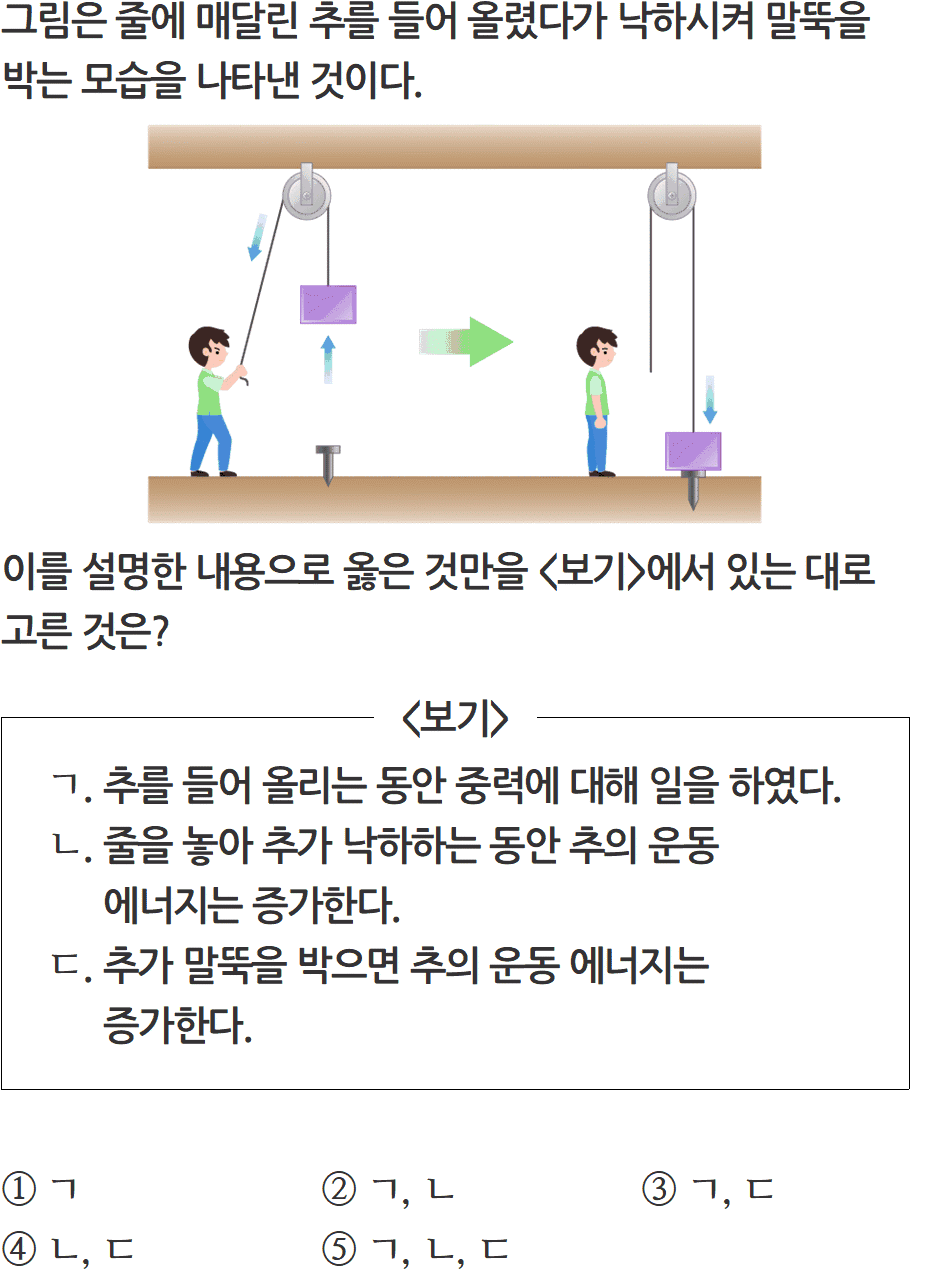 그림은 줄에 매달린 추를 들어 올렸다가 낙하시켜 말뚝을
박는 모습을 나타낸 것이다.
이를 설명한 내용으로 옳은 것만을 <보기>에서 있는 대로
고른 것은?
<보기>
ㄱ. 추를 들어 올리는 동안 중력에 대해 일을 하였다.
ㄴ. 줄을 놓아 추가 낙하하는 동안 추의 운동
에너지는 증가한다.
ㄷ. 추가 말뚝을 박으면 추의 운동 에너지는
증가한다.
① ㄱ ② ㄱ, ㄴ ③ ㄱ, ㄷ
④ ㄴ, ㄷ ⑤ ㄱ, ㄴ, ㄷ